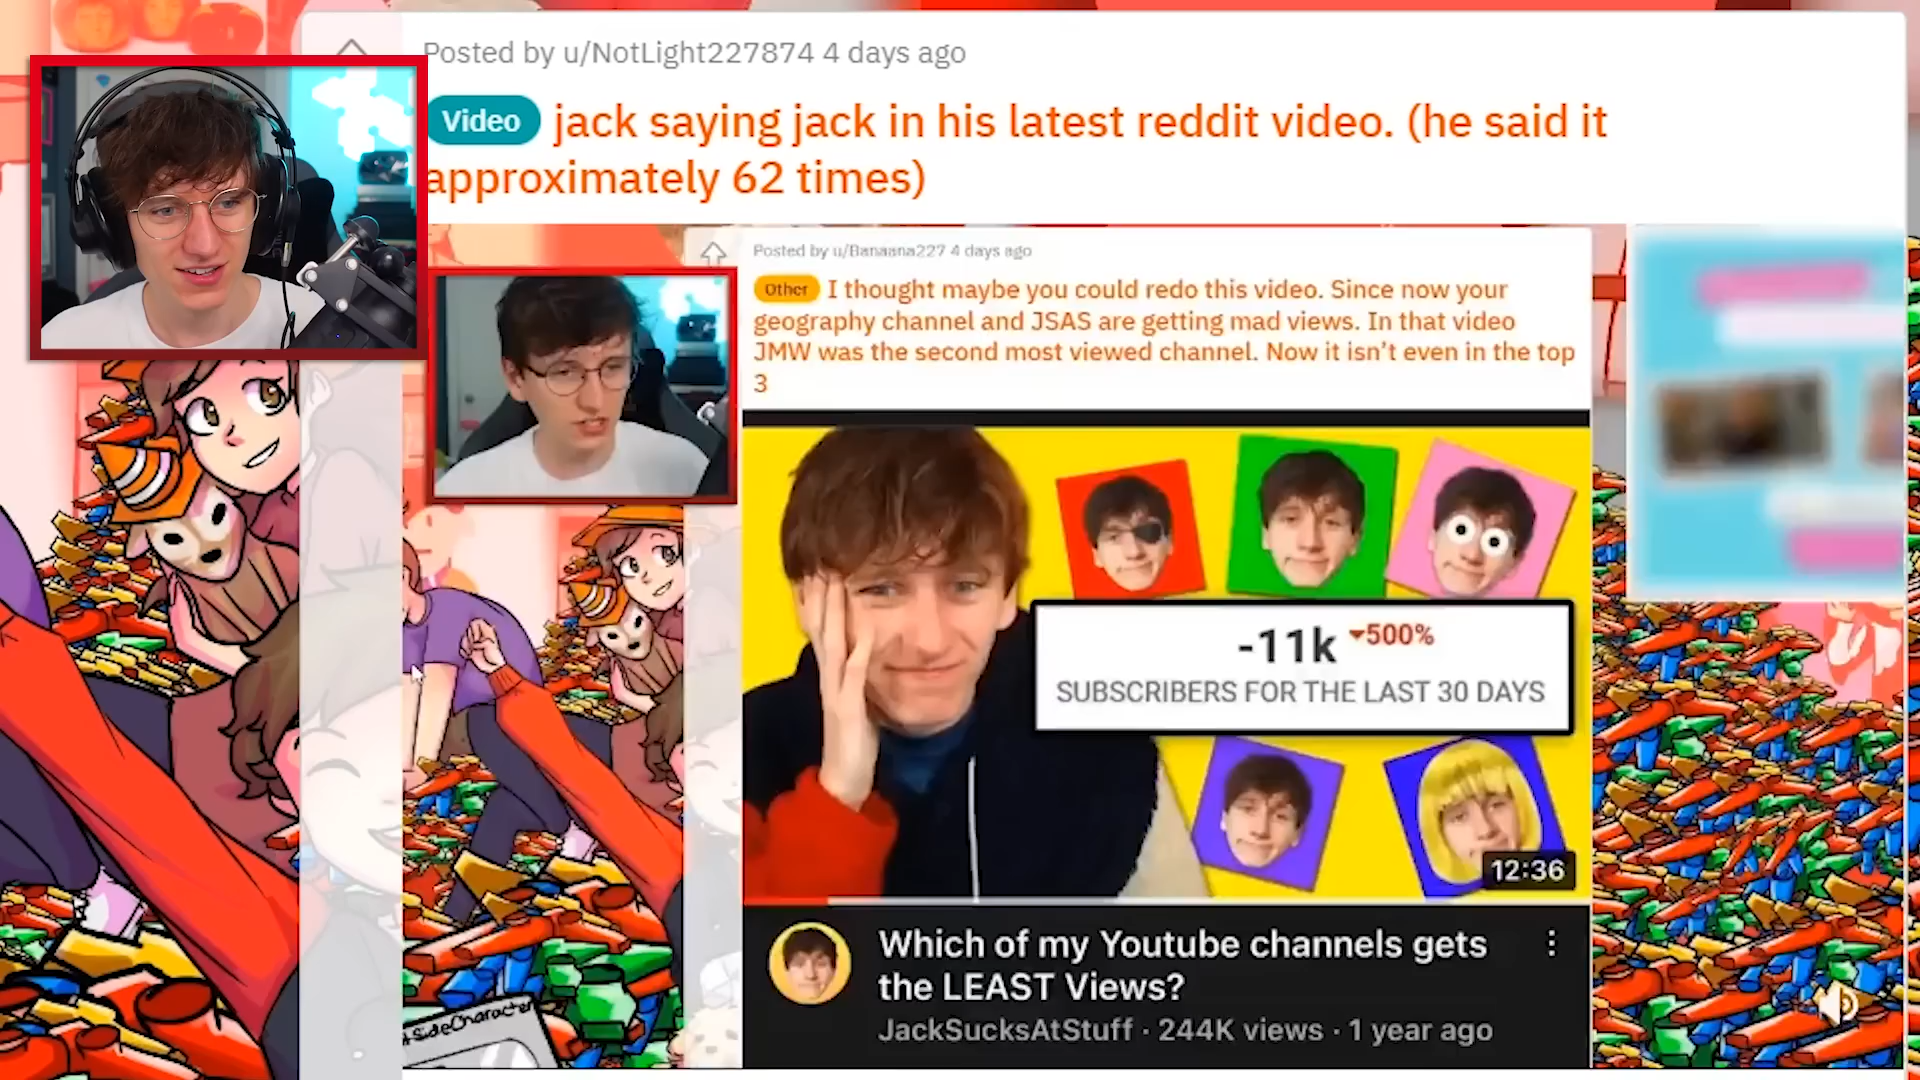 Posted by u/NotLight227874 4 days ago
Video jack saying jack in his latest reddit video. (he said it
approximately 62 times)
Posted by u/Banaana227 4 days ago
Other I thought maybe you could redo this video. Since now your
geography channel and JSAS are getting mad views. In that video
JMW was the second most viewed channel. Now it isn't even in the top
3
-11k 500%
SUBSCRIBERS FOR THE LAST 30 DAYS
12:36
Which of my Youtube channels gets
the LEAST Views?
JackSucksAtStuff · 244K views · 1 year ago
SideCharacter